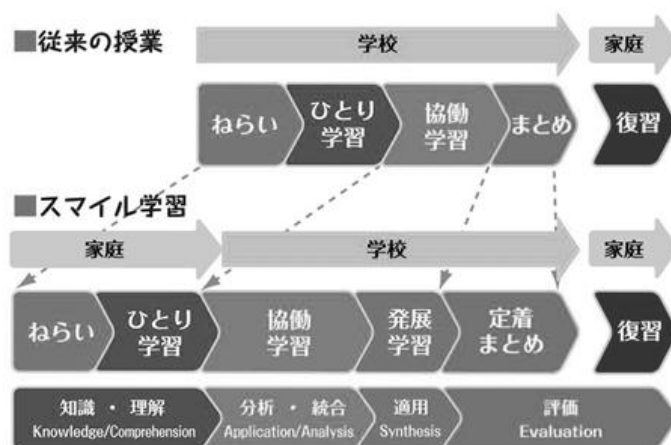 ■従来の授業
学校
家庭
ねらい
ひとり
学習
協働
学習
まとめ
復習
■スマイル学習
家庭
学校
家庭
ねらい
ひとり
学習
協働
学習
発展
学習
定着
まとめ
復習
知識 ・ 理解
Knowledge/Comprehension
分析 ・ 統合
Application/Analysis
適用
Synthesis
評価
Evaluation